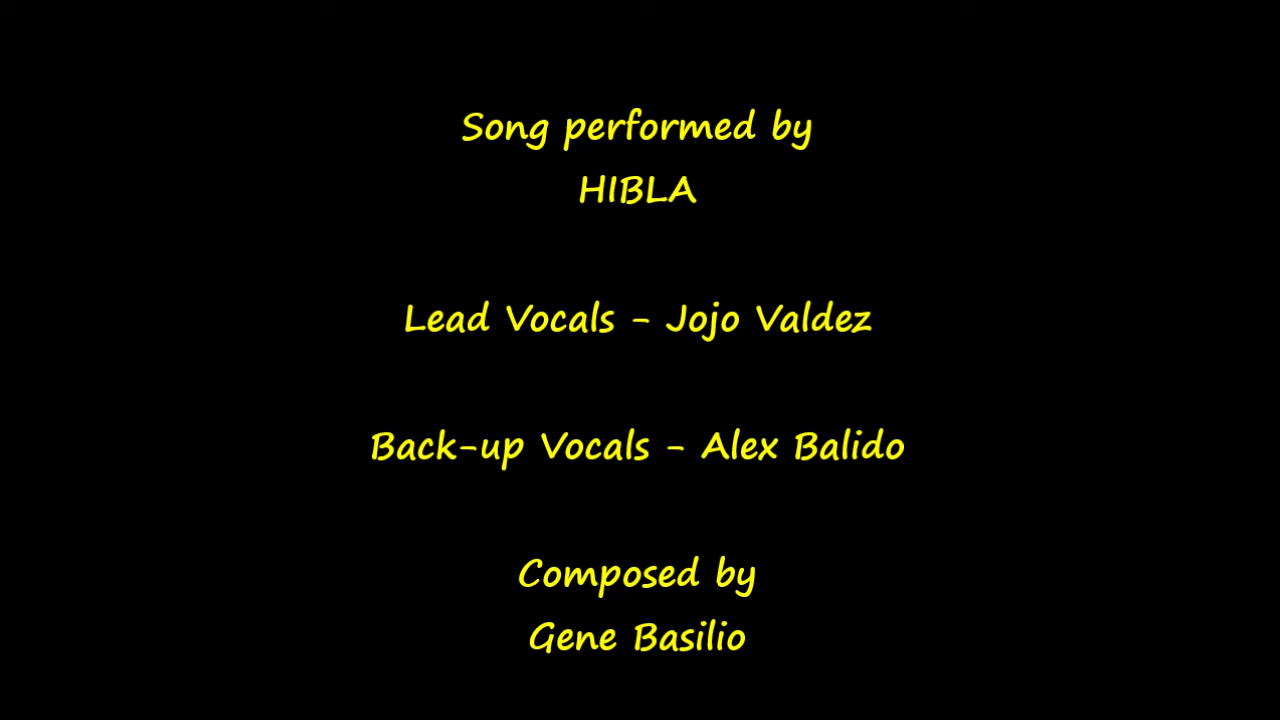 Song performed by
HIBLA
Lead Vocals - Jojo Valdez
Back-up Vocals - Alex Balido
Composed by
Gene Basilio